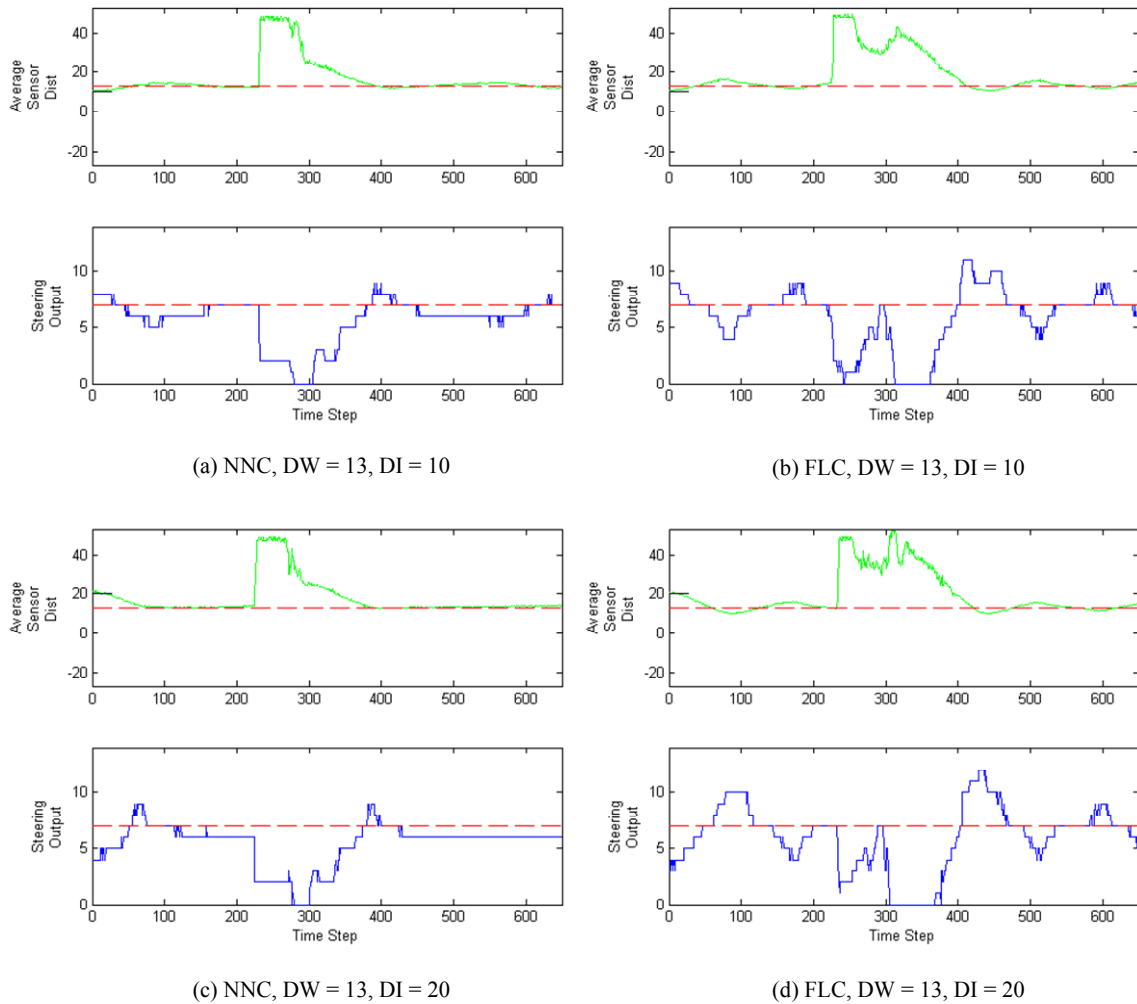 Average
Sensor
Dist
40
20
0
-20
0 100 200 300 400 500 600
Average
Sensor
Dist
40
20
0
-20
0 100 200 300 400 500 600
Steering
Output
10
5
0
0 100 200 300 400 500 600
Time Step
Steering
Output
10
5
0
0 100 200 300 400 500 600
Time Step
(a) NNC, DW = 13, DI = 10
(b) FLC, DW = 13, DI = 10
Average
Sensor
Dist
40
20
0
-20
0 100 200 300 400 500 600
Average
Sensor
Dist
40
20
0
-20
0 100 200 300 400 500 600
Steering
Output
10
5
0
0 100 200 300 400 500 600
Time Step
Steering
Output
10
5
0
0 100 200 300 400 500 600
Time Step
(c) NNC, DW = 13, DI = 20
(d) FLC, DW = 13, DI = 20